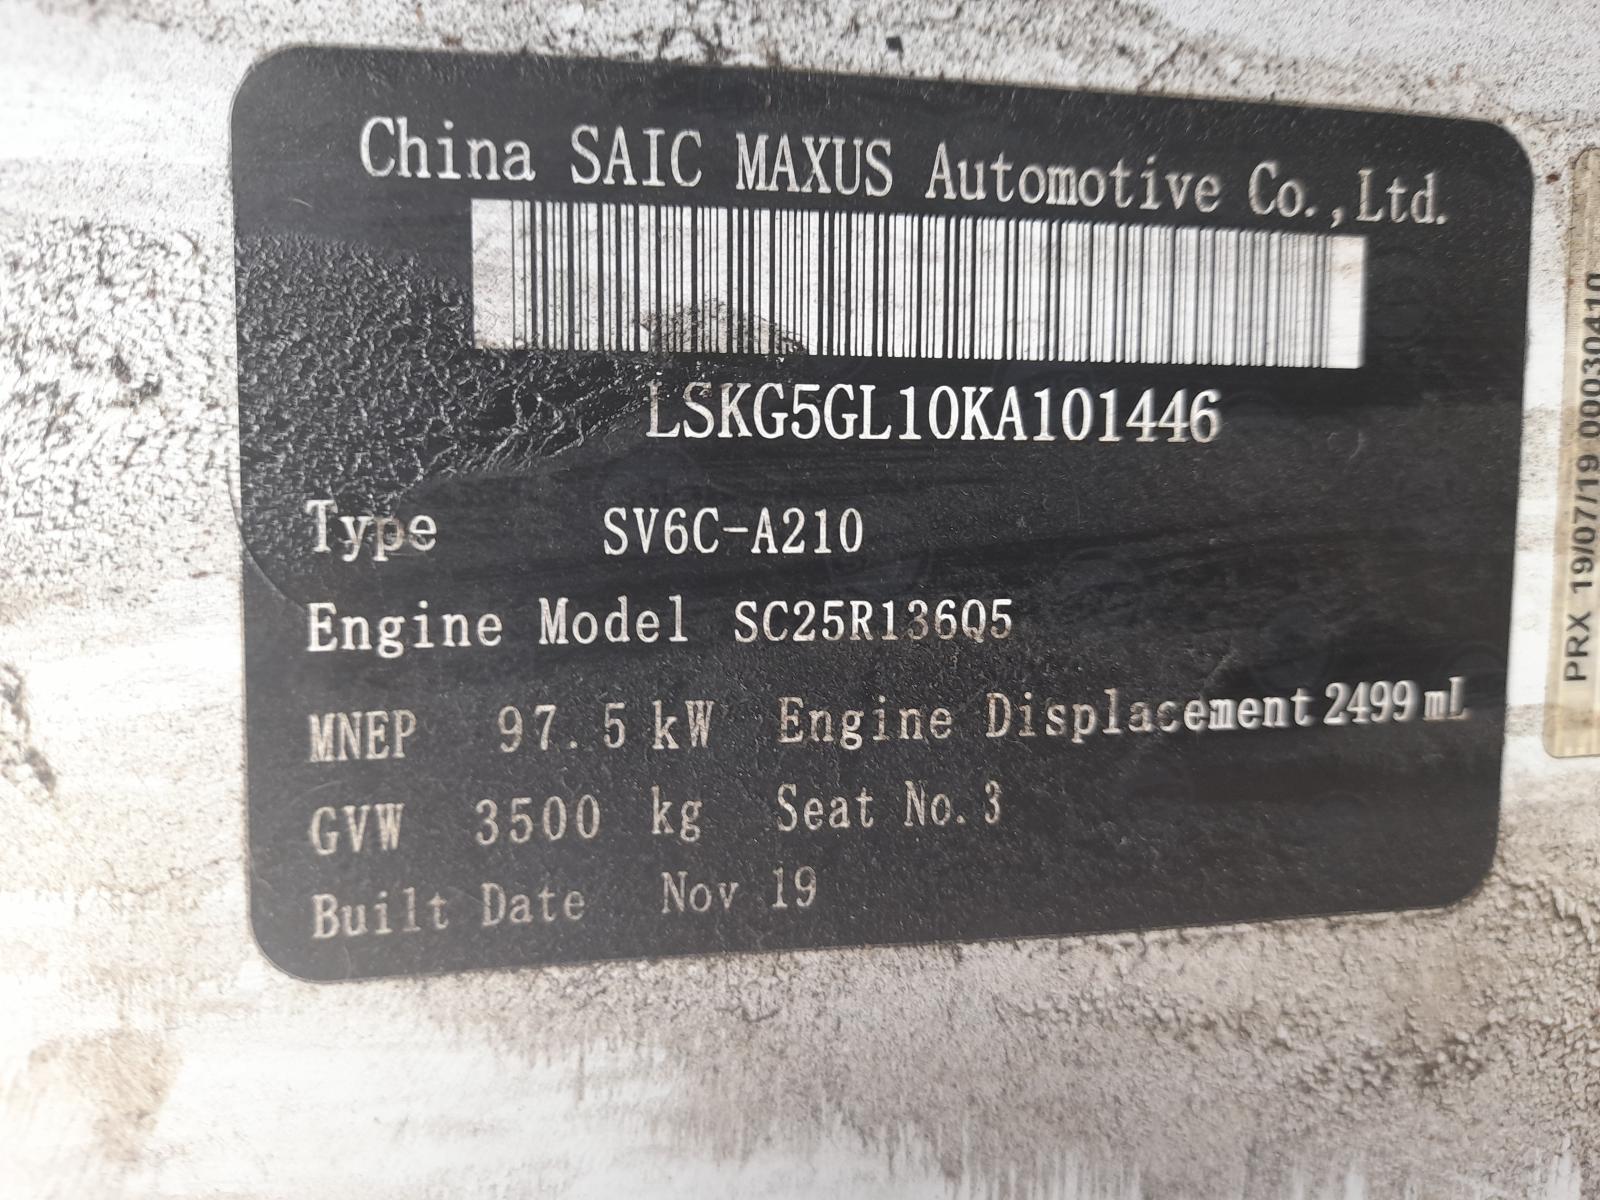 China SAIC MAXUS Automotive Co.,Ltd.
LSKG5GL10KA101446
Type SV6C-A210
Engine Model SC25R136Q5
MNEP 97.5 kW Engine Displacement 2499 mL
GVW 3500 kg Seat No.3
Built Date Nov 19
PRX 19/07/19 00030410